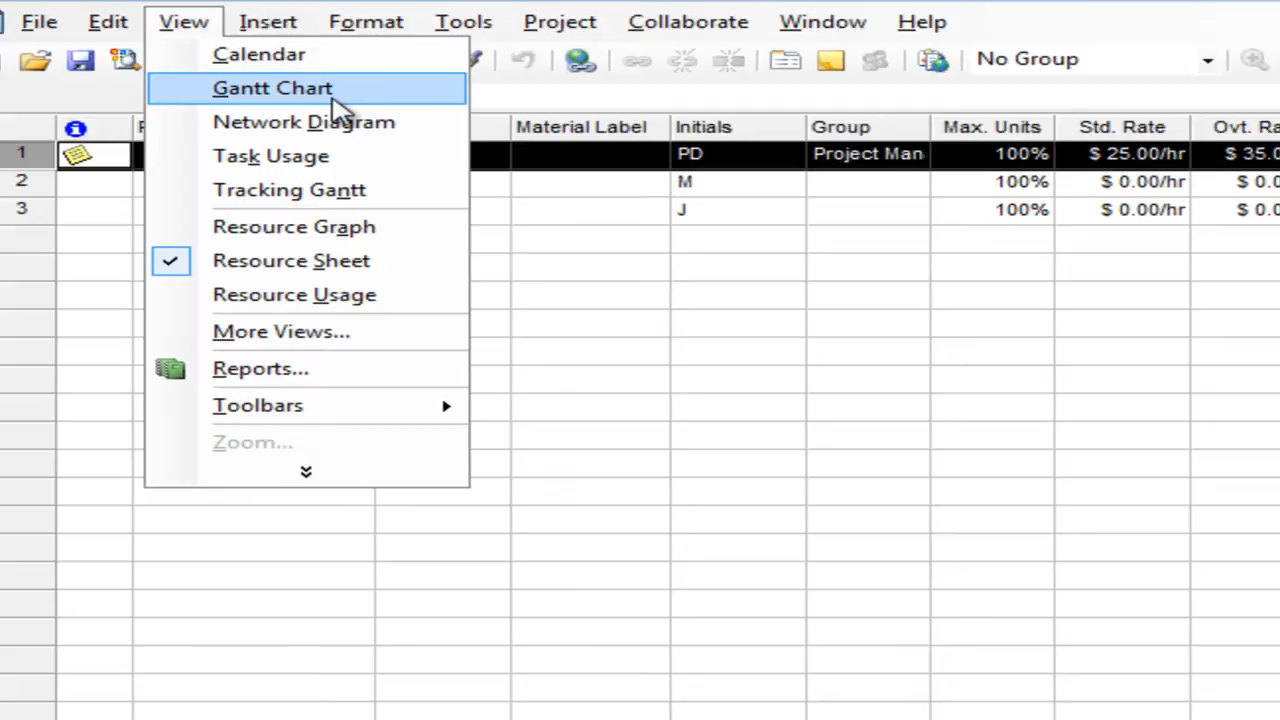 File Edit View Insert Format Tools Project Collaborate Window Help
No Group
Calendar
Gantt Chart
Network Diagram
Task Usage
Tracking Gantt
Resource Graph
Resource Sheet
Resource Usage
More Views...
Reports...
Toolbars
Zoom...
Material Label Initials Group Max. Units Std. Rate Ovt. Ra
1 PD Project Man 100% $ 25.00/hr $ 35.0
2 M 100% $ 0.00/hr $ 0.0
3 J 100% $ 0.00/hr $ 0.0